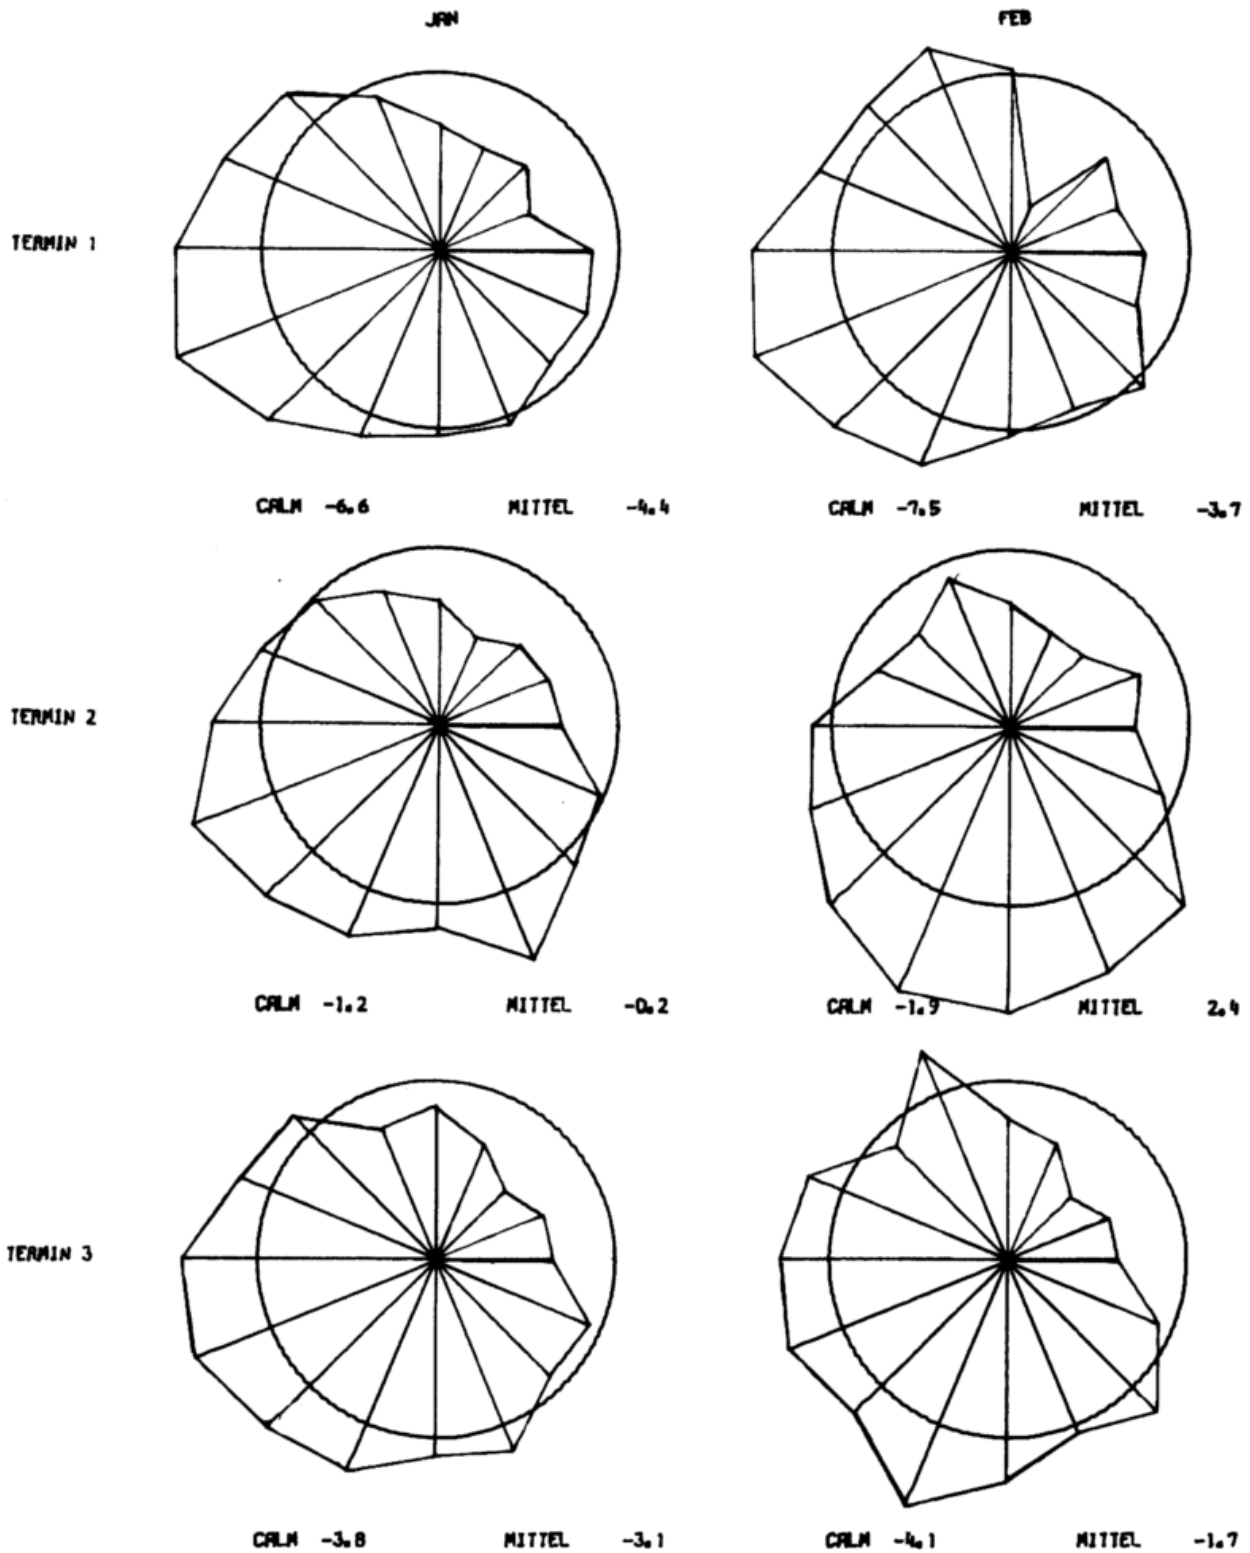 JAN FEB
TERMIN 1
CALM -6.6 MITTEL -4.4 CALM -7.5 MITTEL -3.7
TERMIN 2
CALM -1.2 MITTEL -0.2 CALM -1.9 MITTEL 2.4
TERMIN 3
CALM -3.8 MITTEL -3.1 CALM -4.1 MITTEL -1.7